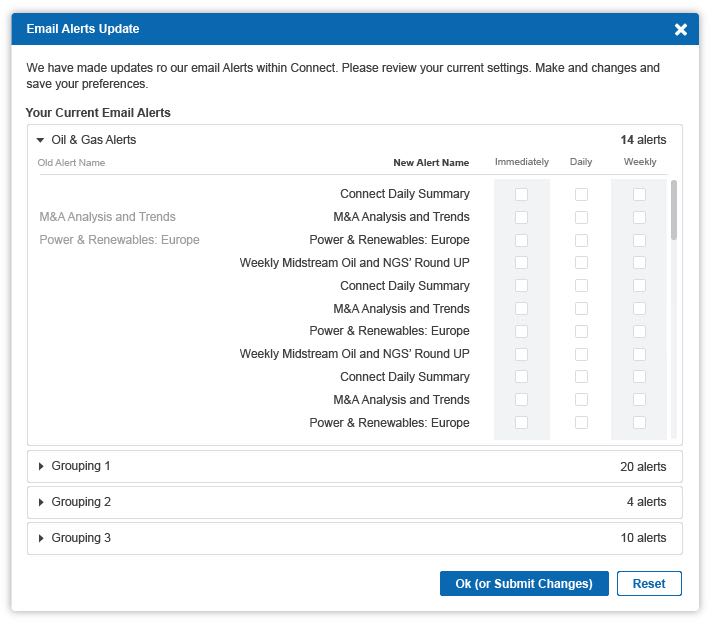 Email Alerts Update
We have made updates ro our email Alerts within Connect. Please review your current settings. Make and changes and
save your preferences.
Your Current Email Alerts
Oil & Gas Alerts 14 alerts
Old Alert Name New Alert Name Immediately Daily Weekly
Connect Daily Summary
M&A Analysis and Trends M&A Analysis and Trends
Power & Renewables: Europe Power & Renewables: Europe
Weekly Midstream Oil and NGS' Round UP
Connect Daily Summary
M&A Analysis and Trends
Power & Renewables: Europe
Weekly Midstream Oil and NGS' Round UP
Connect Daily Summary
M&A Analysis and Trends
Power & Renewables: Europe
Grouping 1 20 alerts
Grouping 2 4 alerts
Grouping 3 10 alerts
Ok (or Submit Changes) Reset